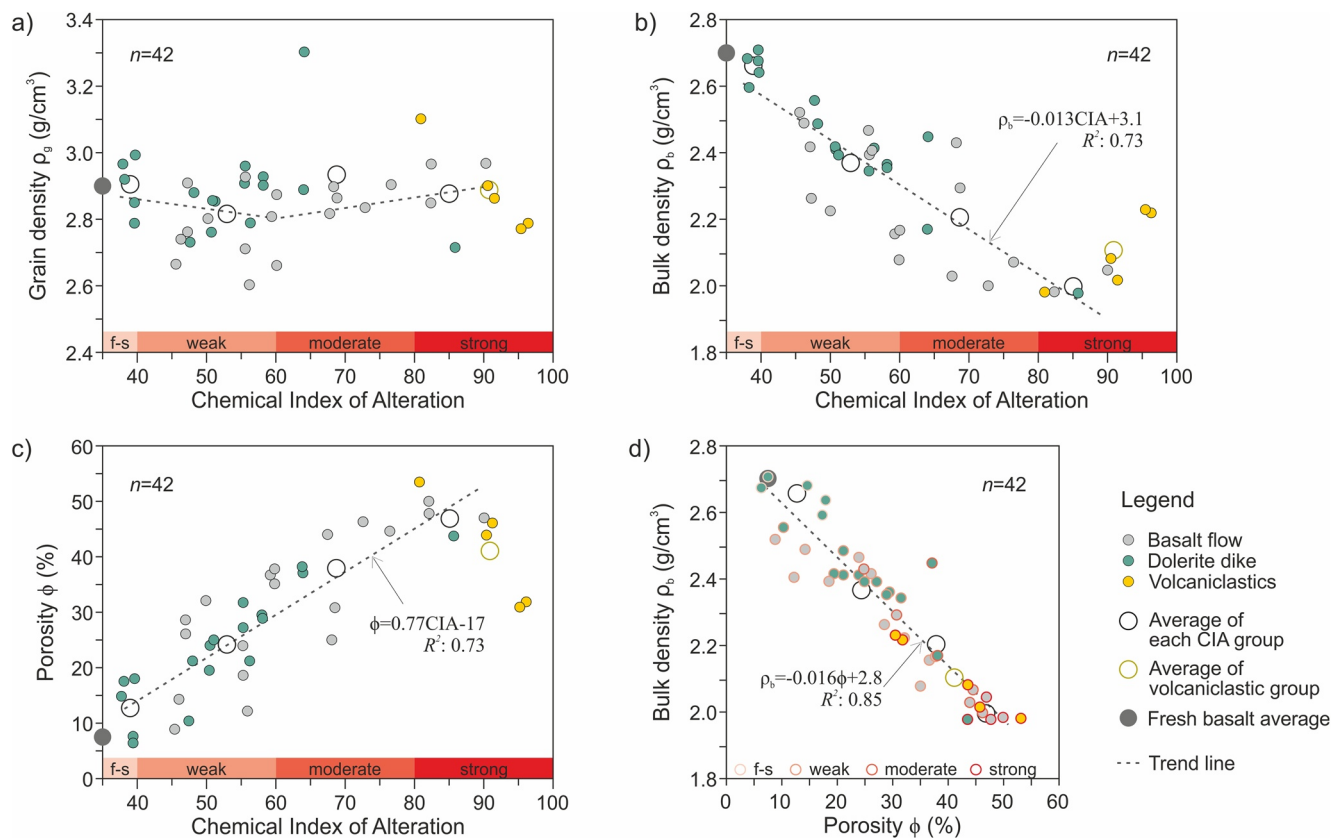 a)
n=42
Grain density ρg (g/cm³)
3.4
3.2
3.0
2.8
2.6
2.4
f-s weak moderate strong
40 50 60 70 80 90 100
Chemical Index of Alteration
b)
n=42
Bulk density ρb (g/cm³)
2.8
2.6
2.4
2.2
2.0
1.8
ρb=-0.013CIA+3.1
R²: 0.73
f-s weak moderate strong
40 50 60 70 80 90 100
Chemical Index of Alteration
c)
n=42
Porosity ϕ (%)
60
50
40
30
20
10
0
ϕ=0.77CIA-17
R²: 0.73
f-s weak moderate strong
40 50 60 70 80 90 100
Chemical Index of Alteration
d)
n=42
Bulk density ρb (g/cm³)
2.8
2.6
2.4
2.2
2.0
1.8
ρb=-0.016ϕ+2.8
R²: 0.85
f-s weak moderate strong
0 10 20 30 40 50 60
Porosity ϕ (%)
Legend
Basalt flow
Dolerite dike
Volcaniclastics
Average of
each CIA group
Average of
volcaniclastic group
Fresh basalt average
Trend line